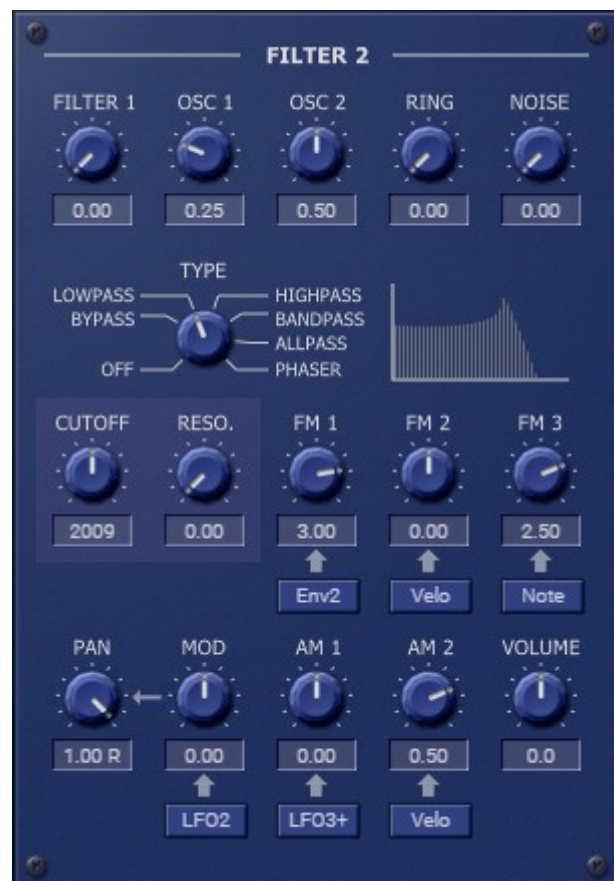 FILTER 2
FILTER 1 OSC 1 OSC 2 RING NOISE
0.00 0.25 0.50 0.00 0.00
TYPE
LOWPASS HIGHPASS
BYPASS BANDPASS
ALLPASS
OFF PHASER
CUTOFF RESO. FM 1 FM 2 FM 3
2009 0.00 3.00 0.00 2.50
Env2 Velo Note
PAN MOD AM 1 AM 2 VOLUME
1.00 R 0.00 0.00 0.50 0.0
LFO2 LFO3+ Velo